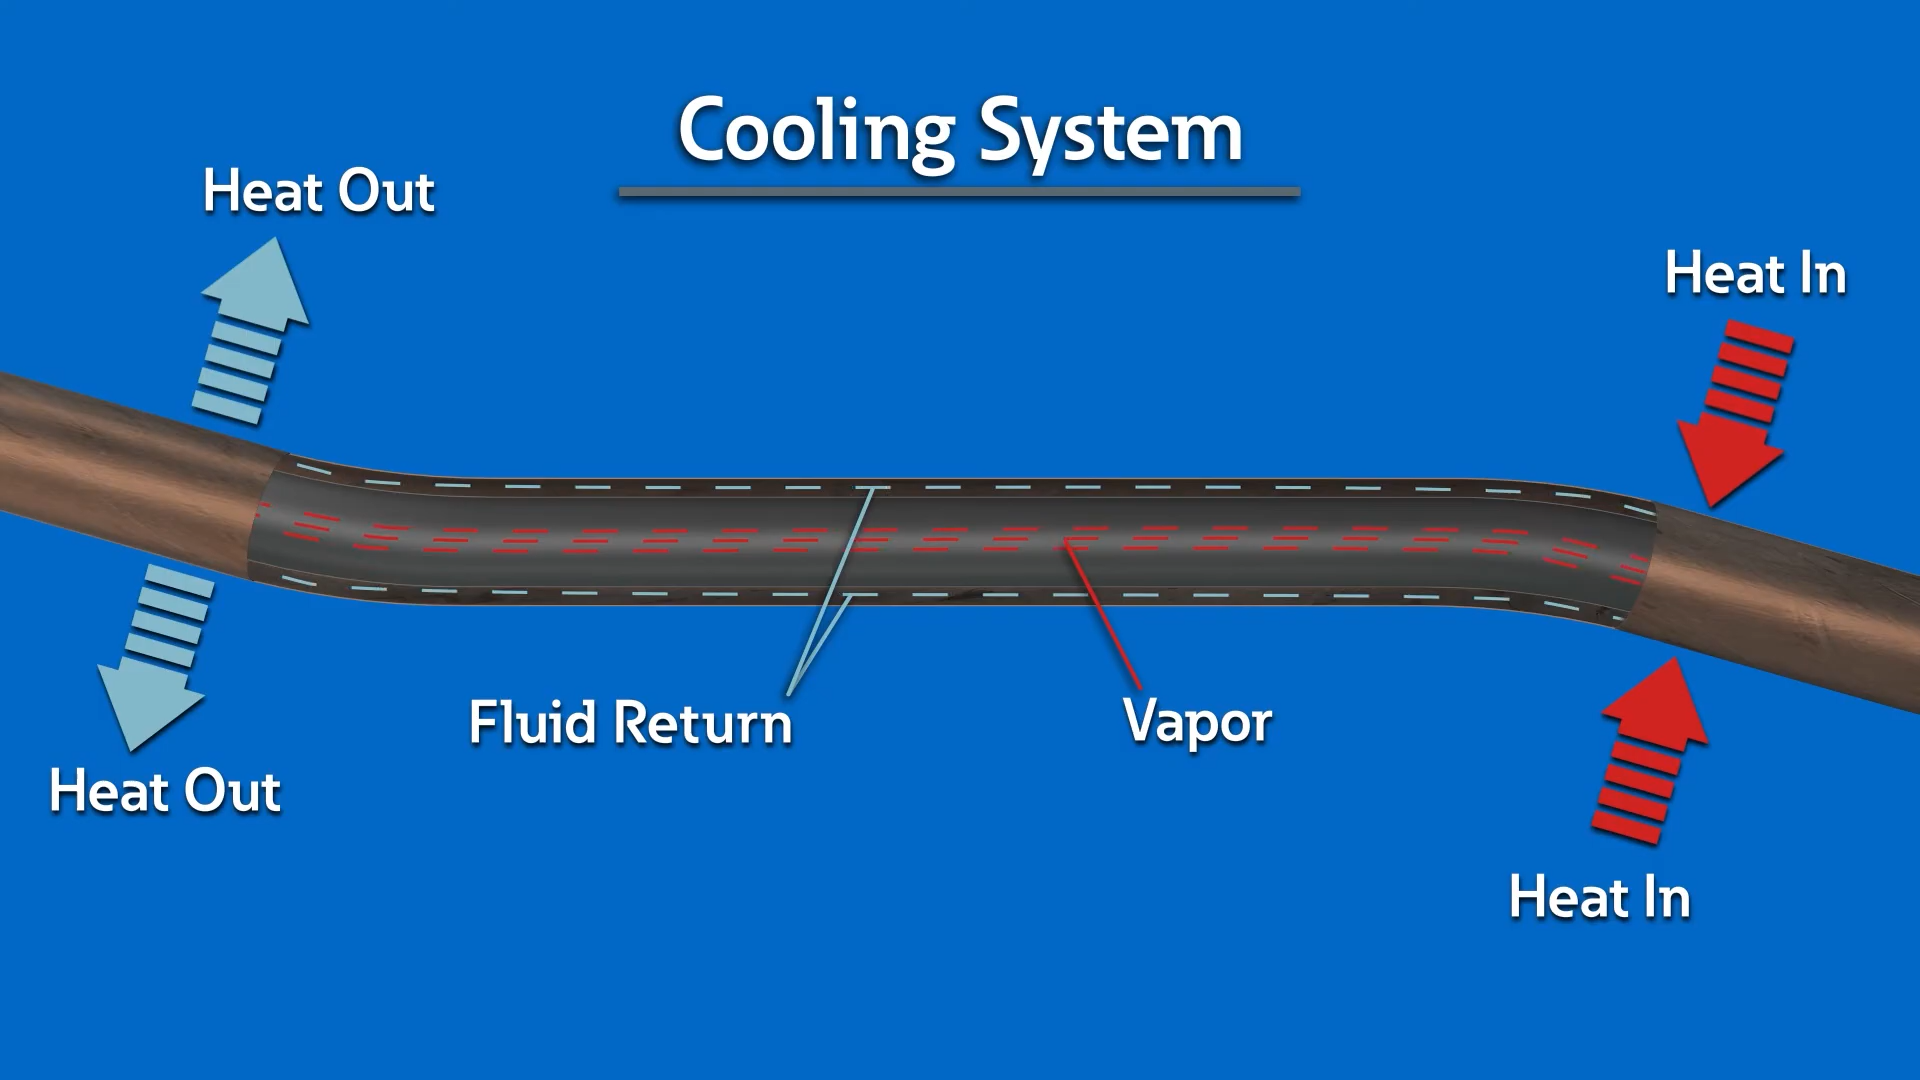 Cooling System
Heat Out
Heat In
Fluid Return
Vapor
Heat Out
Heat In